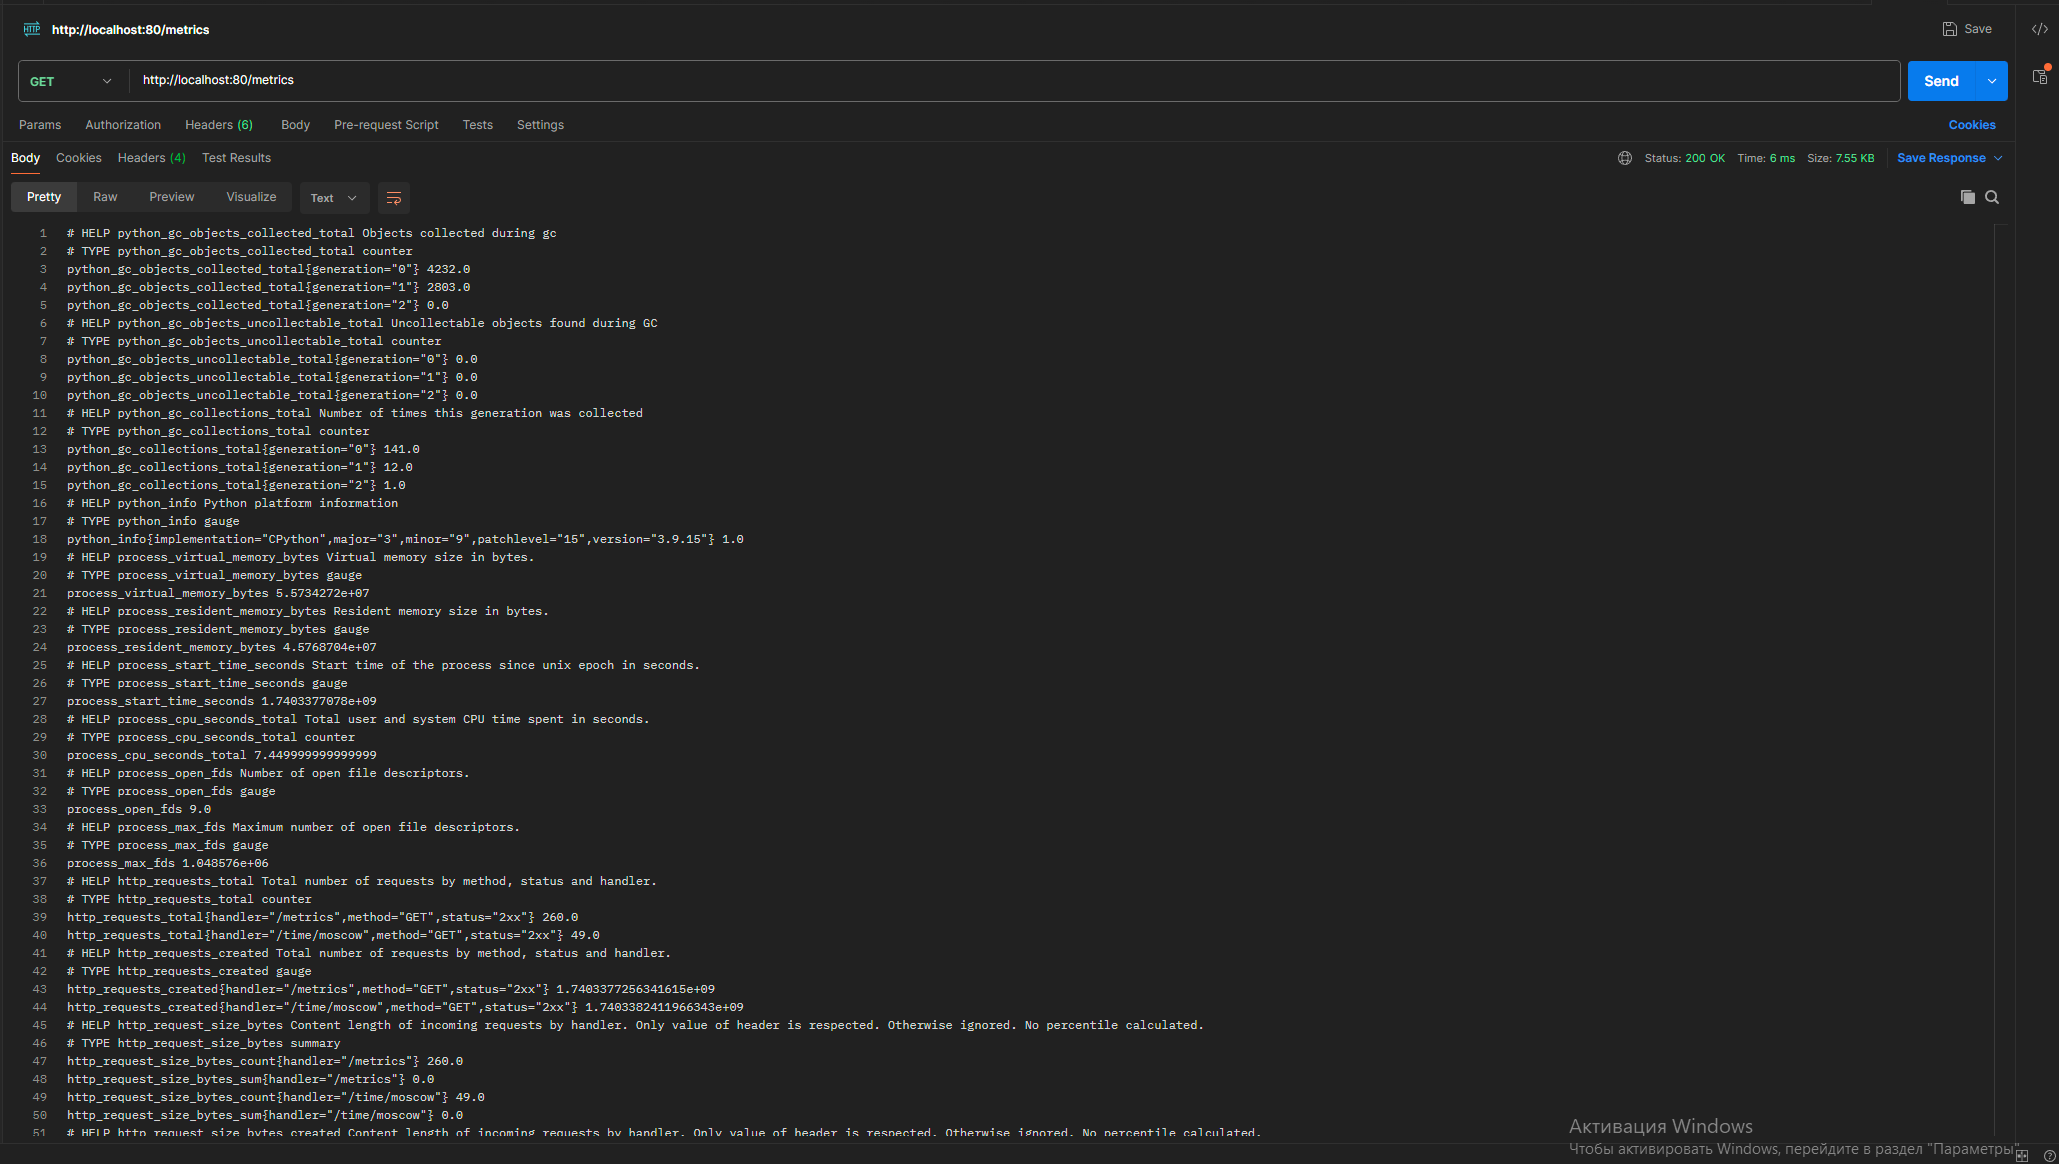 HTTP http://localhost:80/metrics Save
GET http://localhost:80/metrics Send
Params Authorization Headers (6) Body Pre-request Script Tests Settings Cookies
Body Cookies Headers (4) Test Results Status: 200 OK Time: 6 ms Size: 7.55 KB Save Response
Pretty Raw Preview Visualize Text
1 # HELP python_gc_objects_collected_total Objects collected during gc
2 # TYPE python_gc_objects_collected_total counter
3 python_gc_objects_collected_total{generation="0"} 4232.0
4 python_gc_objects_collected_total{generation="1"} 2803.0
5 python_gc_objects_collected_total{generation="2"} 0.0
6 # HELP python_gc_objects_uncollectable_total Uncollectable objects found during GC
7 # TYPE python_gc_objects_uncollectable_total counter
8 python_gc_objects_uncollectable_total{generation="0"} 0.0
9 python_gc_objects_uncollectable_total{generation="1"} 0.0
10 python_gc_objects_uncollectable_total{generation="2"} 0.0
11 # HELP python_gc_collections_total Number of times this generation was collected
12 # TYPE python_gc_collections_total counter
13 python_gc_collections_total{generation="0"} 141.0
14 python_gc_collections_total{generation="1"} 12.0
15 python_gc_collections_total{generation="2"} 1.0
16 # HELP python_info Python platform information
17 # TYPE python_info gauge
18 python_info{implementation="CPython",major="3",minor="9",patchlevel="15",version="3.9.15"} 1.0
19 # HELP process_virtual_memory_bytes Virtual memory size in bytes.
20 # TYPE process_virtual_memory_bytes gauge
21 process_virtual_memory_bytes 5.5734272e+07
22 # HELP process_resident_memory_bytes Resident memory size in bytes.
23 # TYPE process_resident_memory_bytes gauge
24 process_resident_memory_bytes 4.5768704e+07
25 # HELP process_start_time_seconds Start time of the process since unix epoch in seconds.
26 # TYPE process_start_time_seconds gauge
27 process_start_time_seconds 1.7403377078e+09
28 # HELP process_cpu_seconds_total Total user and system CPU time spent in seconds.
29 # TYPE process_cpu_seconds_total counter
30 process_cpu_seconds_total 7.449999999999999
31 # HELP process_open_fds Number of open file descriptors.
32 # TYPE process_open_fds gauge
33 process_open_fds 9.0
34 # HELP process_max_fds Maximum number of open file descriptors.
35 # TYPE process_max_fds gauge
36 process_max_fds 1.048576e+06
37 # HELP http_requests_total Total number of requests by method, status and handler.
38 # TYPE http_requests_total counter
39 http_requests_total{handler="/metrics",method="GET",status="2xx"} 260.0
40 http_requests_total{handler="/time/moscow",method="GET",status="2xx"} 49.0
41 # HELP http_requests_created Total number of requests by method, status and handler.
42 # TYPE http_requests_created gauge
43 http_requests_created{handler="/metrics",method="GET",status="2xx"} 1.7403377256341615e+09
44 http_requests_created{handler="/time/moscow",method="GET",status="2xx"} 1.7403382411966343e+09
45 # HELP http_request_size_bytes Content length of incoming requests by handler. Only value of header is respected. Otherwise ignored. No percentile calculated.
46 # TYPE http_request_size_bytes summary
47 http_request_size_bytes_count{handler="/metrics"} 260.0
48 http_request_size_bytes_sum{handler="/metrics"} 0.0
49 http_request_size_bytes_count{handler="/time/moscow"} 49.0
50 http_request_size_bytes_sum{handler="/time/moscow"} 0.0
51 # HELP http_request_size_bytes_created Content length of incoming requests by handler. Only value of header is respected. Otherwise ignored. No percentile calculated.
Активация Windows
Чтобы активировать Windows, перейдите в раздел "Параметры"